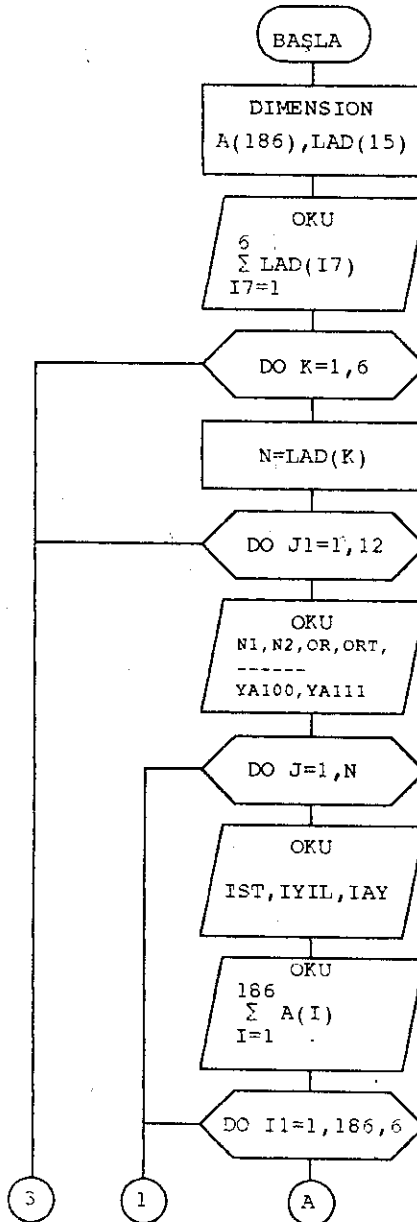 BAŞLA
DIMENSION
A(186),LAD(15)
OKU
6
Σ LAD(I7)
I7=1
DO K=1,6
N=LAD(K)
DO J1=1,12
OKU
N1,N2,OR,ORT,
------
YA100,YA111
DO J=1,N
OKU
IST,IYIL,IAY
OKU
186
Σ A(I)
I=1
DO I1=1,186,6
3 1 A